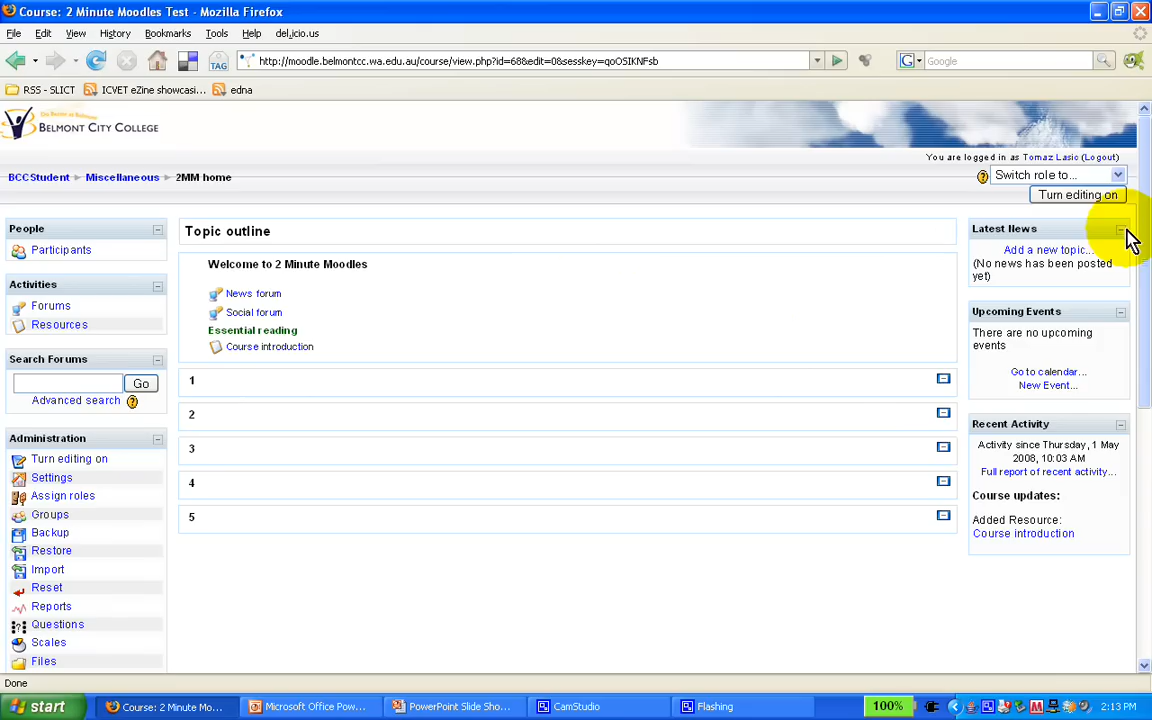 Course: 2 Minute Moodles Test - Mozilla Firefox
File Edit View History Bookmarks Tools Help del.icio.us
TAG http://moodle.belmontcc.wa.edu.au/course/view.php?id=68&edit=0&sesskey=qoOSIKNFsb G Google
RSS - SLICT ICVET eZine showcasi... edna
BELMONT CITY COLLEGE
You are logged in as Tomaz Lasic (Logout)
BCCStudent Miscellaneous 2MM home
Switch role to...
Turn editing on
People
Participants
Activities
Forums
Resources
Search Forums
Go
Advanced search
Administration
Turn editing on
Settings
Assign roles
Groups
Backup
Restore
Import
Reset
Reports
Questions
Scales
Files
Topic outline
Welcome to 2 Minute Moodles
News forum
Social forum
Essential reading
Course introduction
1
2
3
4
5
Latest News
Add a new topic...
(No news has been posted
yet)
Upcoming Events
There are no upcoming
events
Go to calendar...
New Event...
Recent Activity
Activity since Thursday, 1 May
2008, 10:03 AM
Full report of recent activity...
Course updates:
Added Resource:
Course introduction
Done
start Course: 2 Minute Mo... Microsoft Office Pow... PowerPoint Slide Sho... CamStudio Flashing 100% 2:13 PM